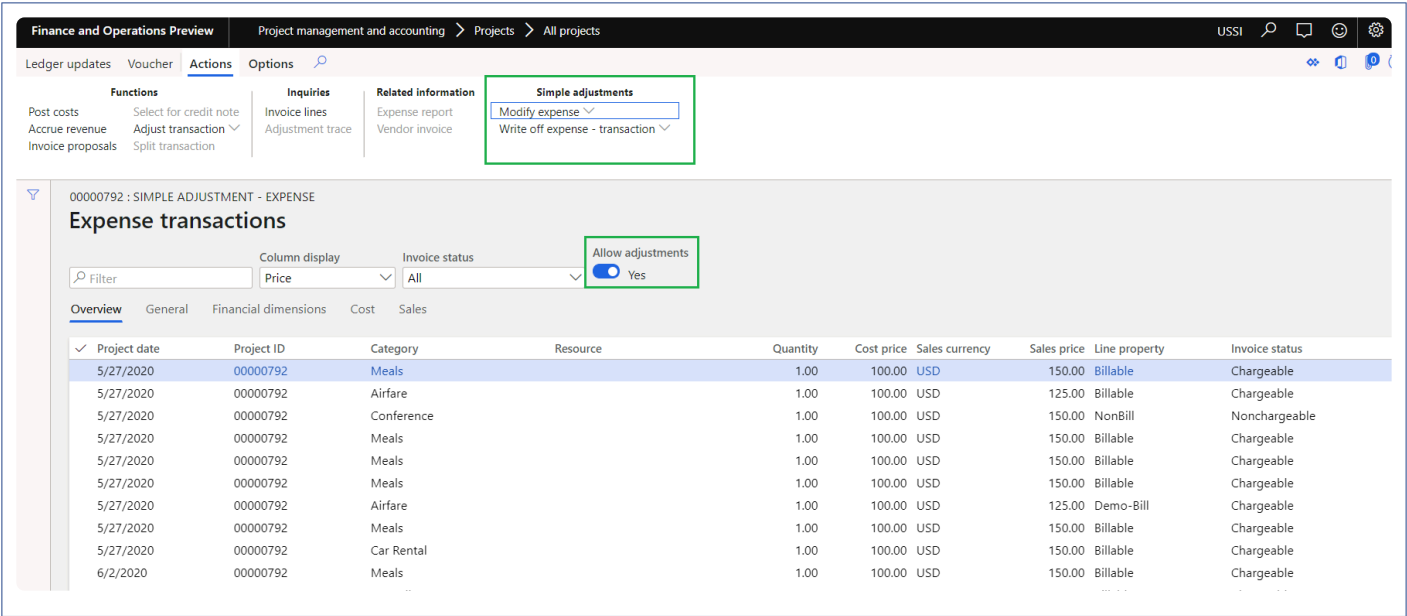 Finance and Operations Preview Project management and accounting > Projects > All projects USSI
Ledger updates Voucher Actions Options 0
Functions Inquiries Related information Simple adjustments
Post costs Select for credit note Invoice lines Expense report Modify expense
Accrue revenue Adjust transaction Adjustment trace Vendor invoice Write off expense - transaction
Invoice proposals Split transaction
00000792 : SIMPLE ADJUSTMENT - EXPENSE
Expense transactions
Column display Invoice status Allow adjustments
Filter Price All Yes
Overview General Financial dimensions Cost Sales
Project date Project ID Category Resource Quantity Cost price Sales currency Sales price Line property Invoice status
5/27/2020 00000792 Meals 1.00 100.00 USD 150.00 Billable Chargeable
5/27/2020 00000792 Airfare 1.00 100.00 USD 125.00 Billable Chargeable
5/27/2020 00000792 Conference 1.00 100.00 USD 150.00 NonBill Nonchargeable
5/27/2020 00000792 Meals 1.00 100.00 USD 150.00 Billable Chargeable
5/27/2020 00000792 Meals 1.00 100.00 USD 150.00 Billable Chargeable
5/27/2020 00000792 Meals 1.00 100.00 USD 150.00 Billable Chargeable
5/27/2020 00000792 Airfare 1.00 100.00 USD 125.00 Demo-Bill Chargeable
5/27/2020 00000792 Meals 1.00 100.00 USD 150.00 Billable Chargeable
5/27/2020 00000792 Car Rental 1.00 100.00 USD 150.00 Billable Chargeable
6/2/2020 00000792 Meals 1.00 100.00 USD 150.00 Billable Chargeable